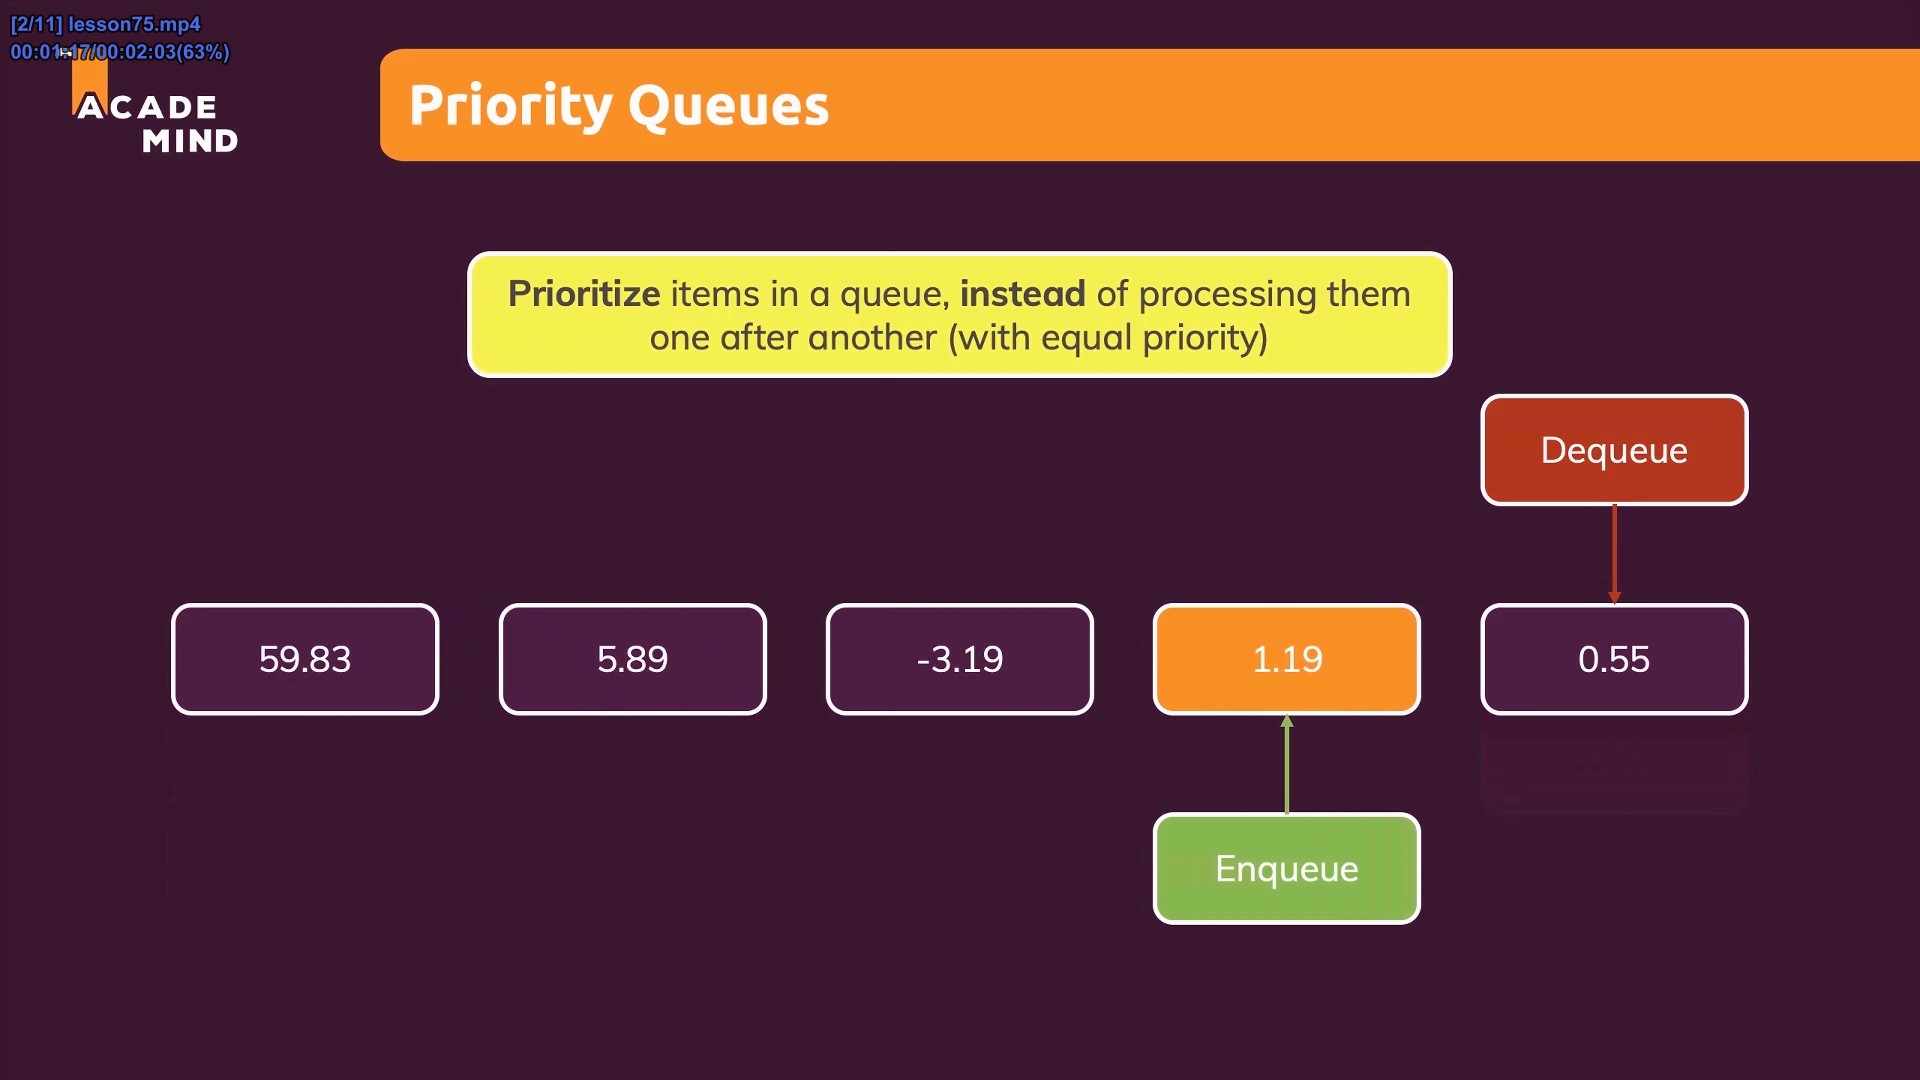 [2/11] lesson75.mp4
00:01:17/00:02:03(63%)
ACADE
MIND
Priority Queues
Prioritize items in a queue, instead of processing them
one after another (with equal priority)
Dequeue
59.83
5.89
-3.19
1.19
0.55
Enqueue